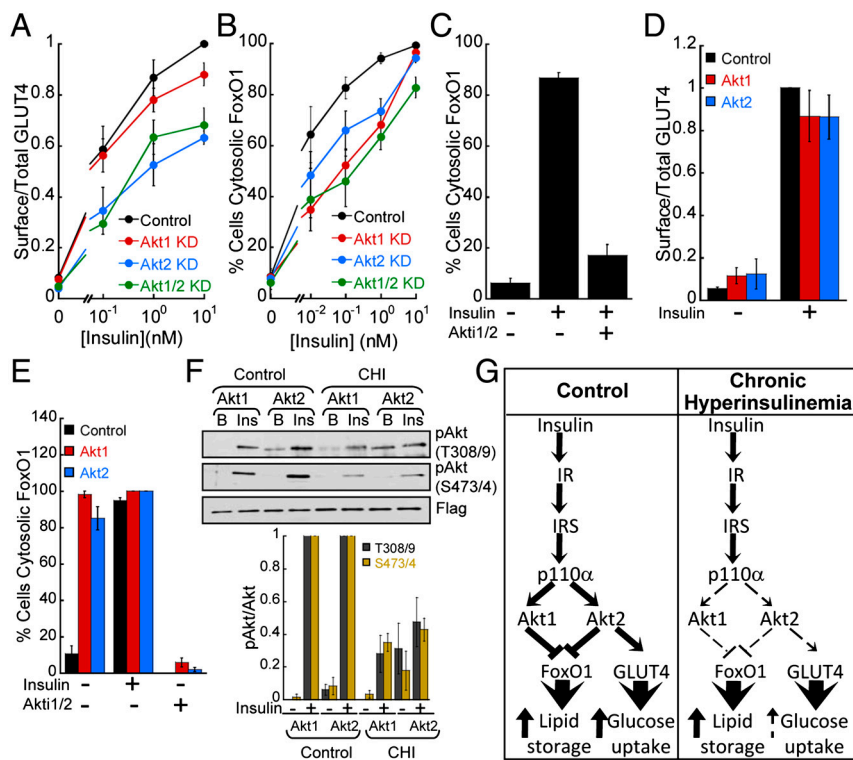 A
Surface/Total GLUT4
1
0.8
0.6
0.4
0.2
0
0 10⁻¹ 10⁰ 10¹
[Insulin](nM)
Control
Akt1 KD
Akt2 KD
Akt1/2 KD
B
% Cells Cytosolic FoxO1
100
80
60
40
20
0
0 10⁻² 10⁻¹ 10⁰ 10¹
[Insulin] (nM)
Control
Akt1 KD
Akt2 KD
Akt1/2 KD
C
% Cells Cytosolic FoxO1
100
80
60
40
20
0
Insulin - + +
Akti1/2 - - +
D
Surface/Total GLUT4
1.2
1
0.8
0.6
0.4
0.2
0
Control
Akt1
Akt2
Insulin - +
E
% Cells Cytosolic FoxO1
140
120
100
80
60
40
20
0
Control
Akt1
Akt2
Insulin - + -
Akti1/2 - - +
F
Control CHI
Akt1 Akt2 Akt1 Akt2
B Ins B Ins B Ins B Ins
pAkt
(T308/9)
pAkt
(S473/4)
Flag
pAkt/Akt
1
0.8
0.6
0.4
0.2
0
T308/9
S473/4
Insulin - + - + - + - +
Akt1 Akt2 Akt1 Akt2
Control CHI
G
Control
Insulin
IR
IRS
p110α
Akt1 Akt2
FoxO1 GLUT4
Lipid storage
Glucose uptake
Chronic
Hyperinsulinemia
Insulin
IR
IRS
p110α
Akt1 Akt2
FoxO1 GLUT4
Lipid storage
Glucose uptake